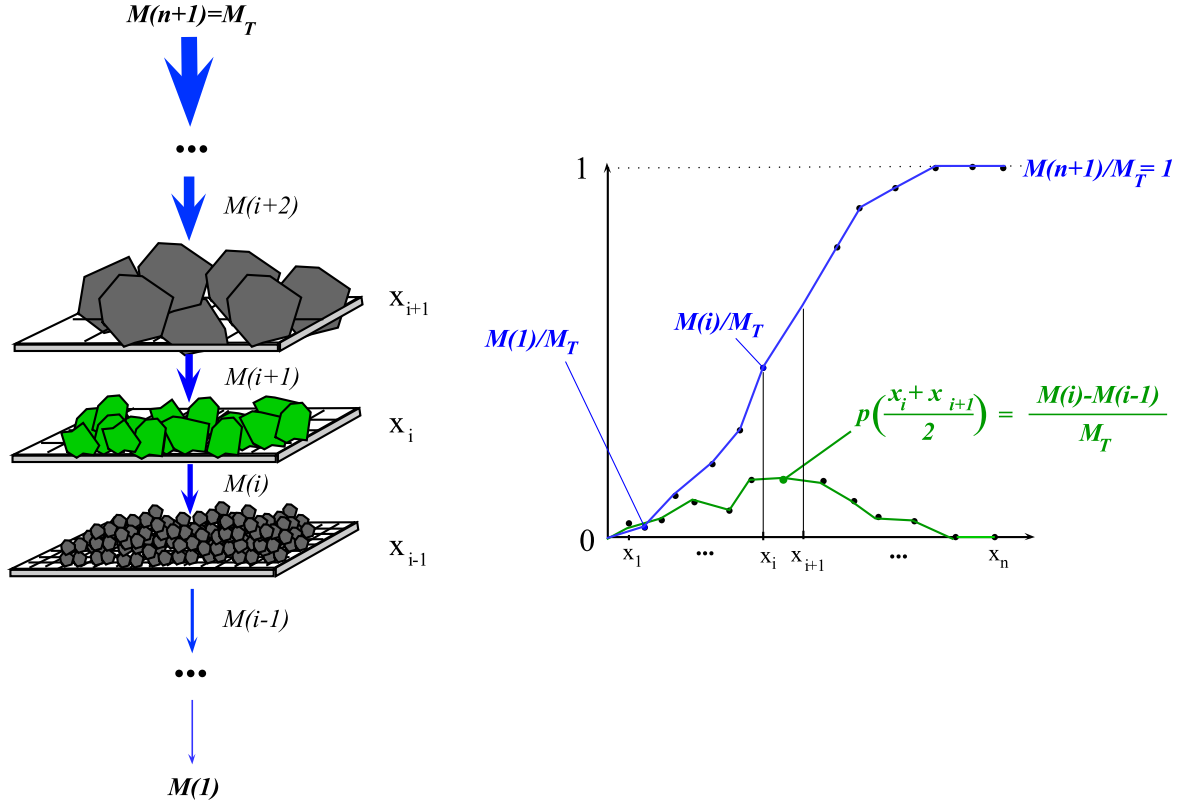 M(n+1)=M_T
•••
M(i+2)
x_{i+1}
M(i+1)
x_i
M(i)
x_{i-1}
M(i-1)
•••
M(1)
1
M(n+1)/M_T= 1
M(i)/M_T
M(1)/M_T
p((x_i+ x_{i+1})/2) = (M(i)-M(i-1))/M_T
0
x_1
...
x_i
x_{i+1}
...
x_n